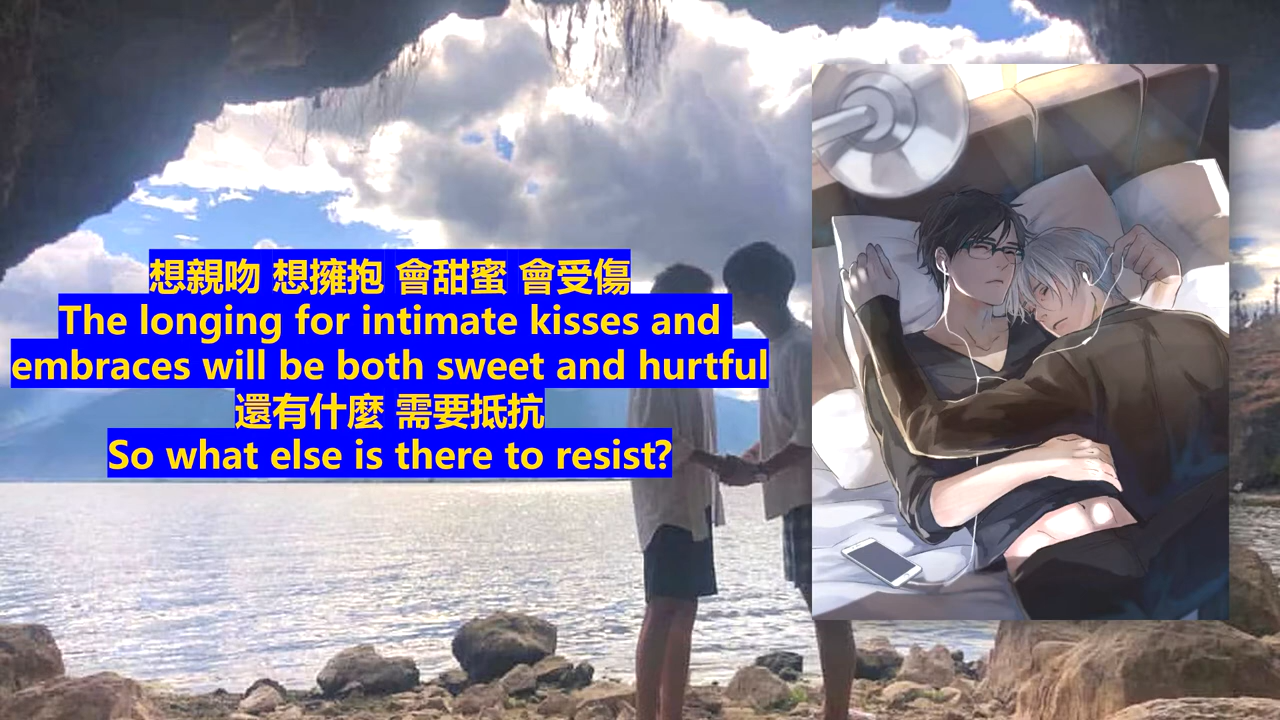 想親吻 想擁抱 會甜蜜 會受傷
The longing for intimate kisses and
embraces will be both sweet and hurtful
還有什麼 需要抵抗
So what else is there to resist?